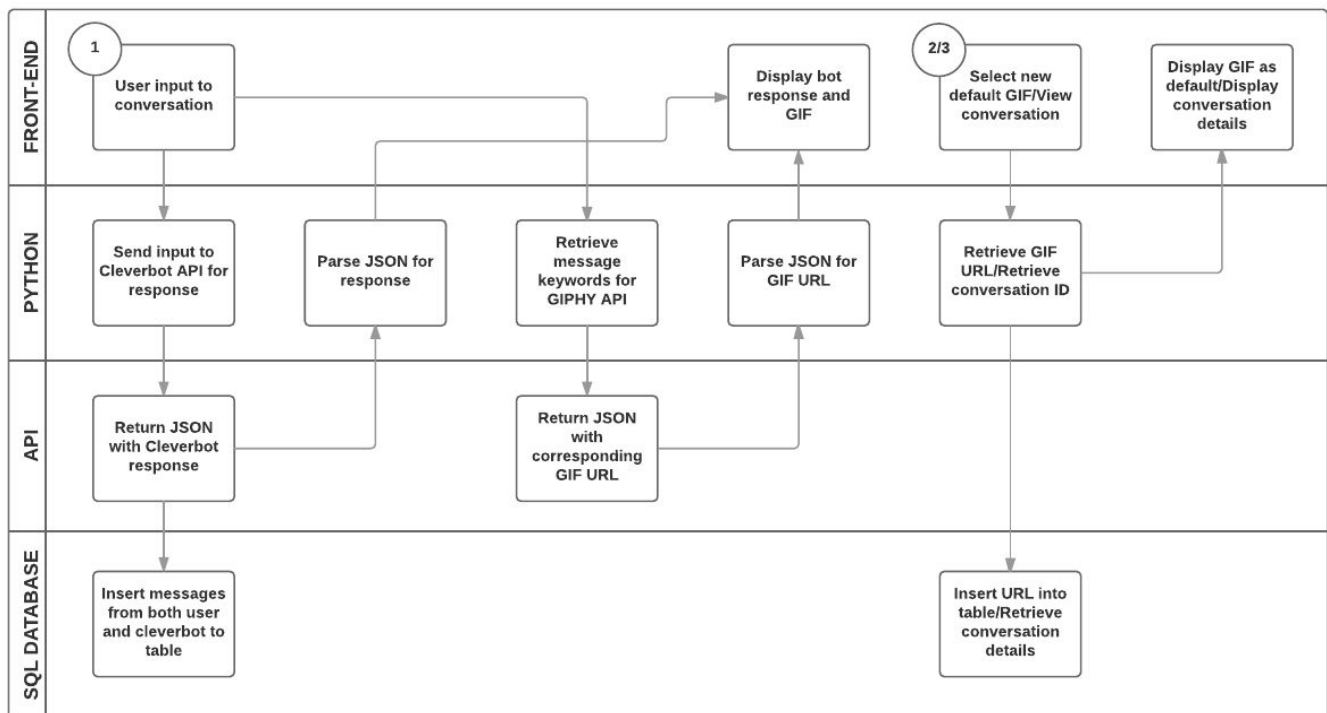 FRONT-END
1
User input to
conversation
Display bot
response and
GIF
2/3
Select new
default GIF/View
conversation
Display GIF as
default/Display
conversation
details
PYTHON
Send input to
Cleverbot API for
response
Parse JSON for
response
Retrieve
message
keywords for
GIPHY API
Parse JSON for
GIF URL
Retrieve GIF
URL/Retrieve
conversation ID
API
Return JSON
with Cleverbot
response
Return JSON
with
corresponding
GIF URL
SQL DATABASE
Insert messages
from both user
and cleverbot to
table
Insert URL into
table/Retrieve
conversation
details